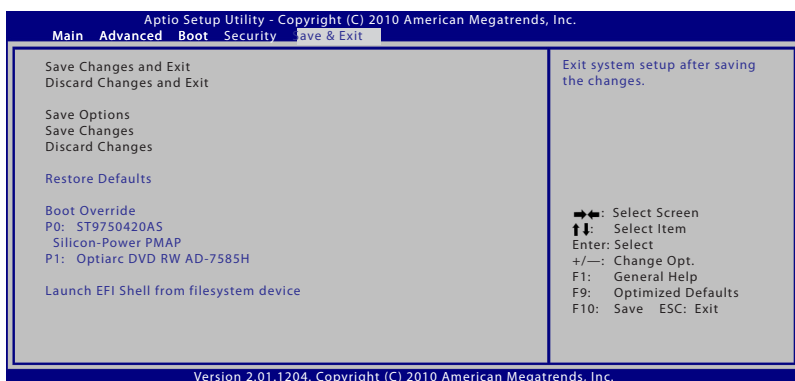 Aptio Setup Utility - Copyright (C) 2010 American Megatrends, Inc.
Main Advanced Boot Security Save & Exit
Save Changes and Exit
Discard Changes and Exit
Save Options
Save Changes
Discard Changes
Restore Defaults
Boot Override
P0: ST9750420AS
Silicon-Power PMAP
P1: Optiarc DVD RW AD-7585H
Launch EFI Shell from filesystem device
Exit system setup after saving
the changes.
➡⬅: Select Screen
⬆⬇: Select Item
Enter: Select
+/—: Change Opt.
F1: General Help
F9: Optimized Defaults
F10: Save ESC: Exit
Version 2.01.1204. Copyright (C) 2010 American Megatrends, Inc.